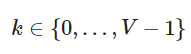 k ∈ {0, …, V − 1}